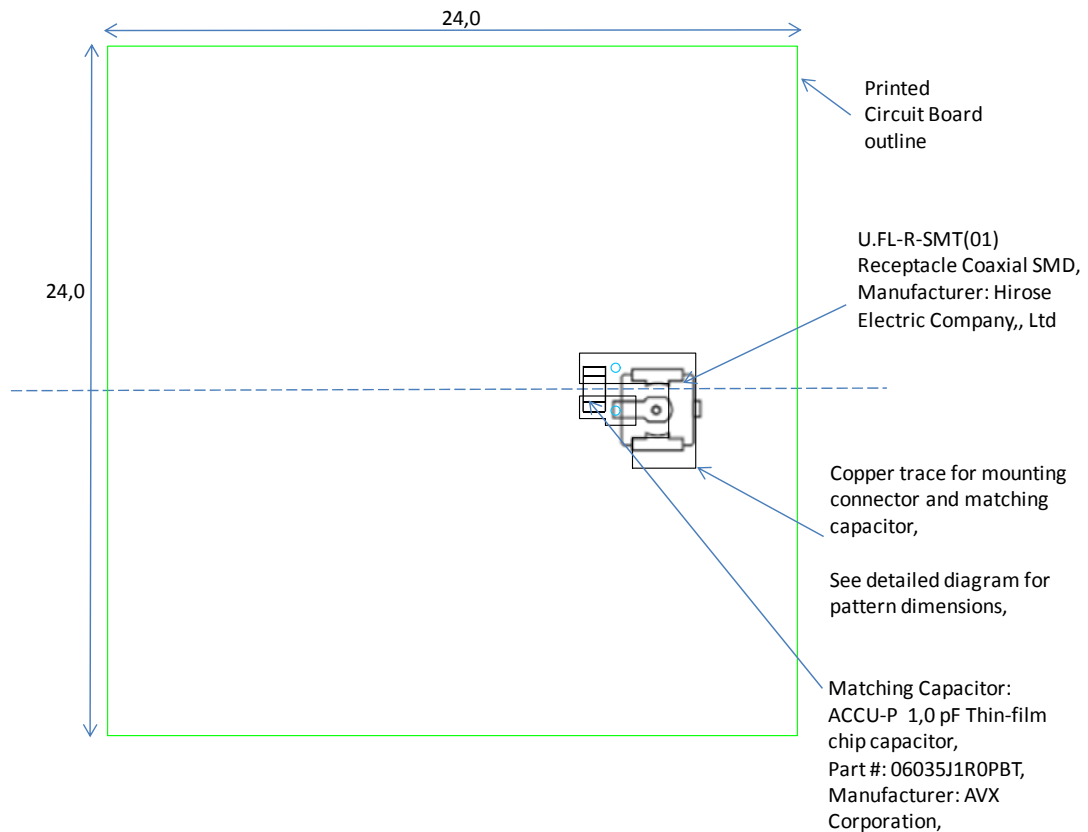 24,0
Printed
Circuit Board
outline
U.FL-R-SMT(01)
Receptacle Coaxial SMD,
Manufacturer: Hirose
Electric Company,, Ltd
24,0
Copper trace for mounting
connector and matching
capacitor,
See detailed diagram for
pattern dimensions,
Matching Capacitor:
ACCU-P 1,0 pF Thin-film
chip capacitor,
Part #: 06035J1R0PBT,
Manufacturer: AVX
Corporation,